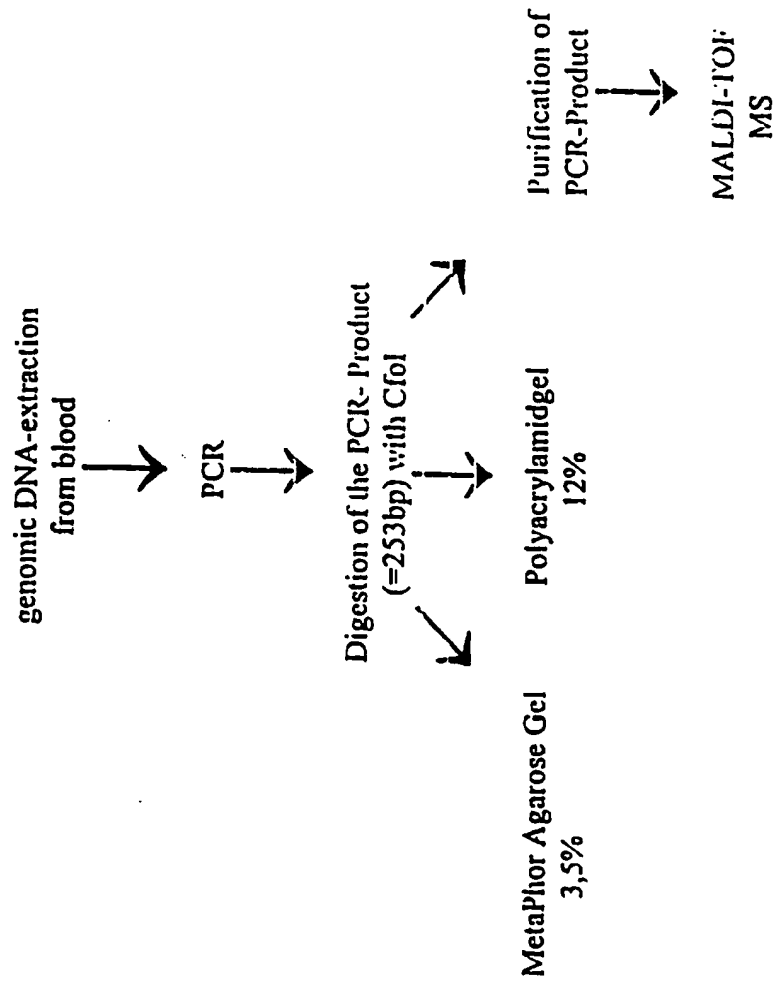 genomic DNA-extraction
from blood
PCR
Digestion of the PCR- Product
(=253bp) with CfoI
MetaPhor Agarose Gel
3,5%
Polyacrylamidgel
12%
Purification of
PCR-Product
MALDI-TOF
MS